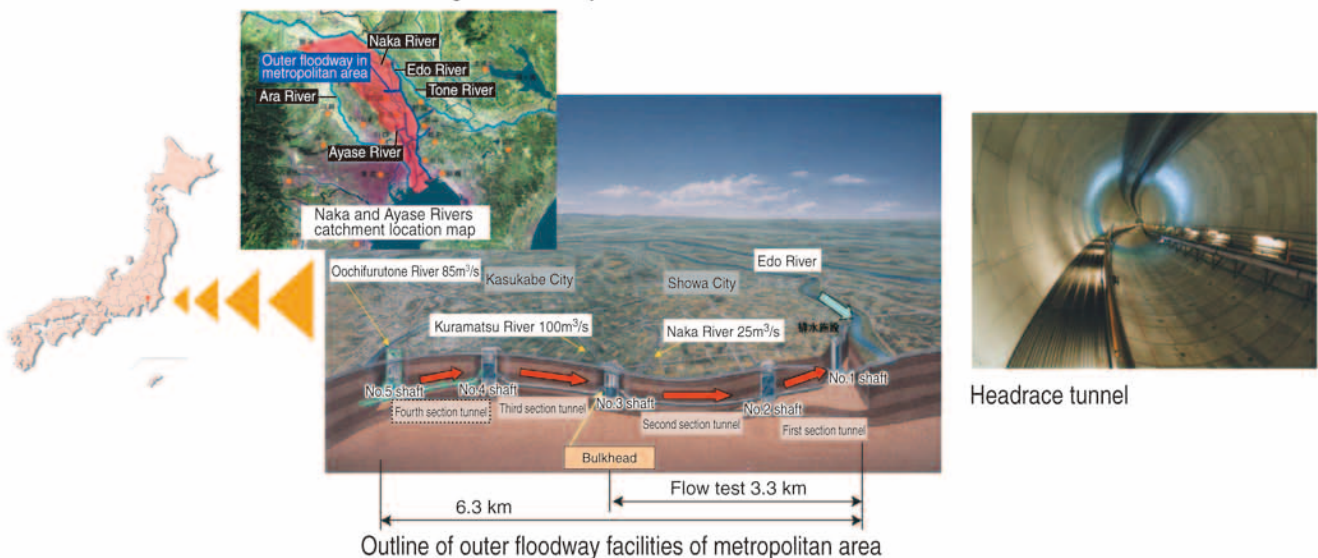 Naka River
Outer floodway in
metropolitan area
Edo River
Ara River
Tone River
Ayase River
Naka and Ayase Rivers
catchment location map
Edo River
Oochifurutone River 85m³/s
Kasukabe City
Showa City
Kuramatsu River 100m³/s
Naka River 25m³/s
排水施設
No.5 shaft
No.4 shaft
No.3 shaft
No.2 shaft
No.1 shaft
Fourth section tunnel
Third section tunnel
Second section tunnel
First section tunnel
Bulkhead
Flow test 3.3 km
6.3 km
Outline of outer floodway facilities of metropolitan area
Headrace tunnel